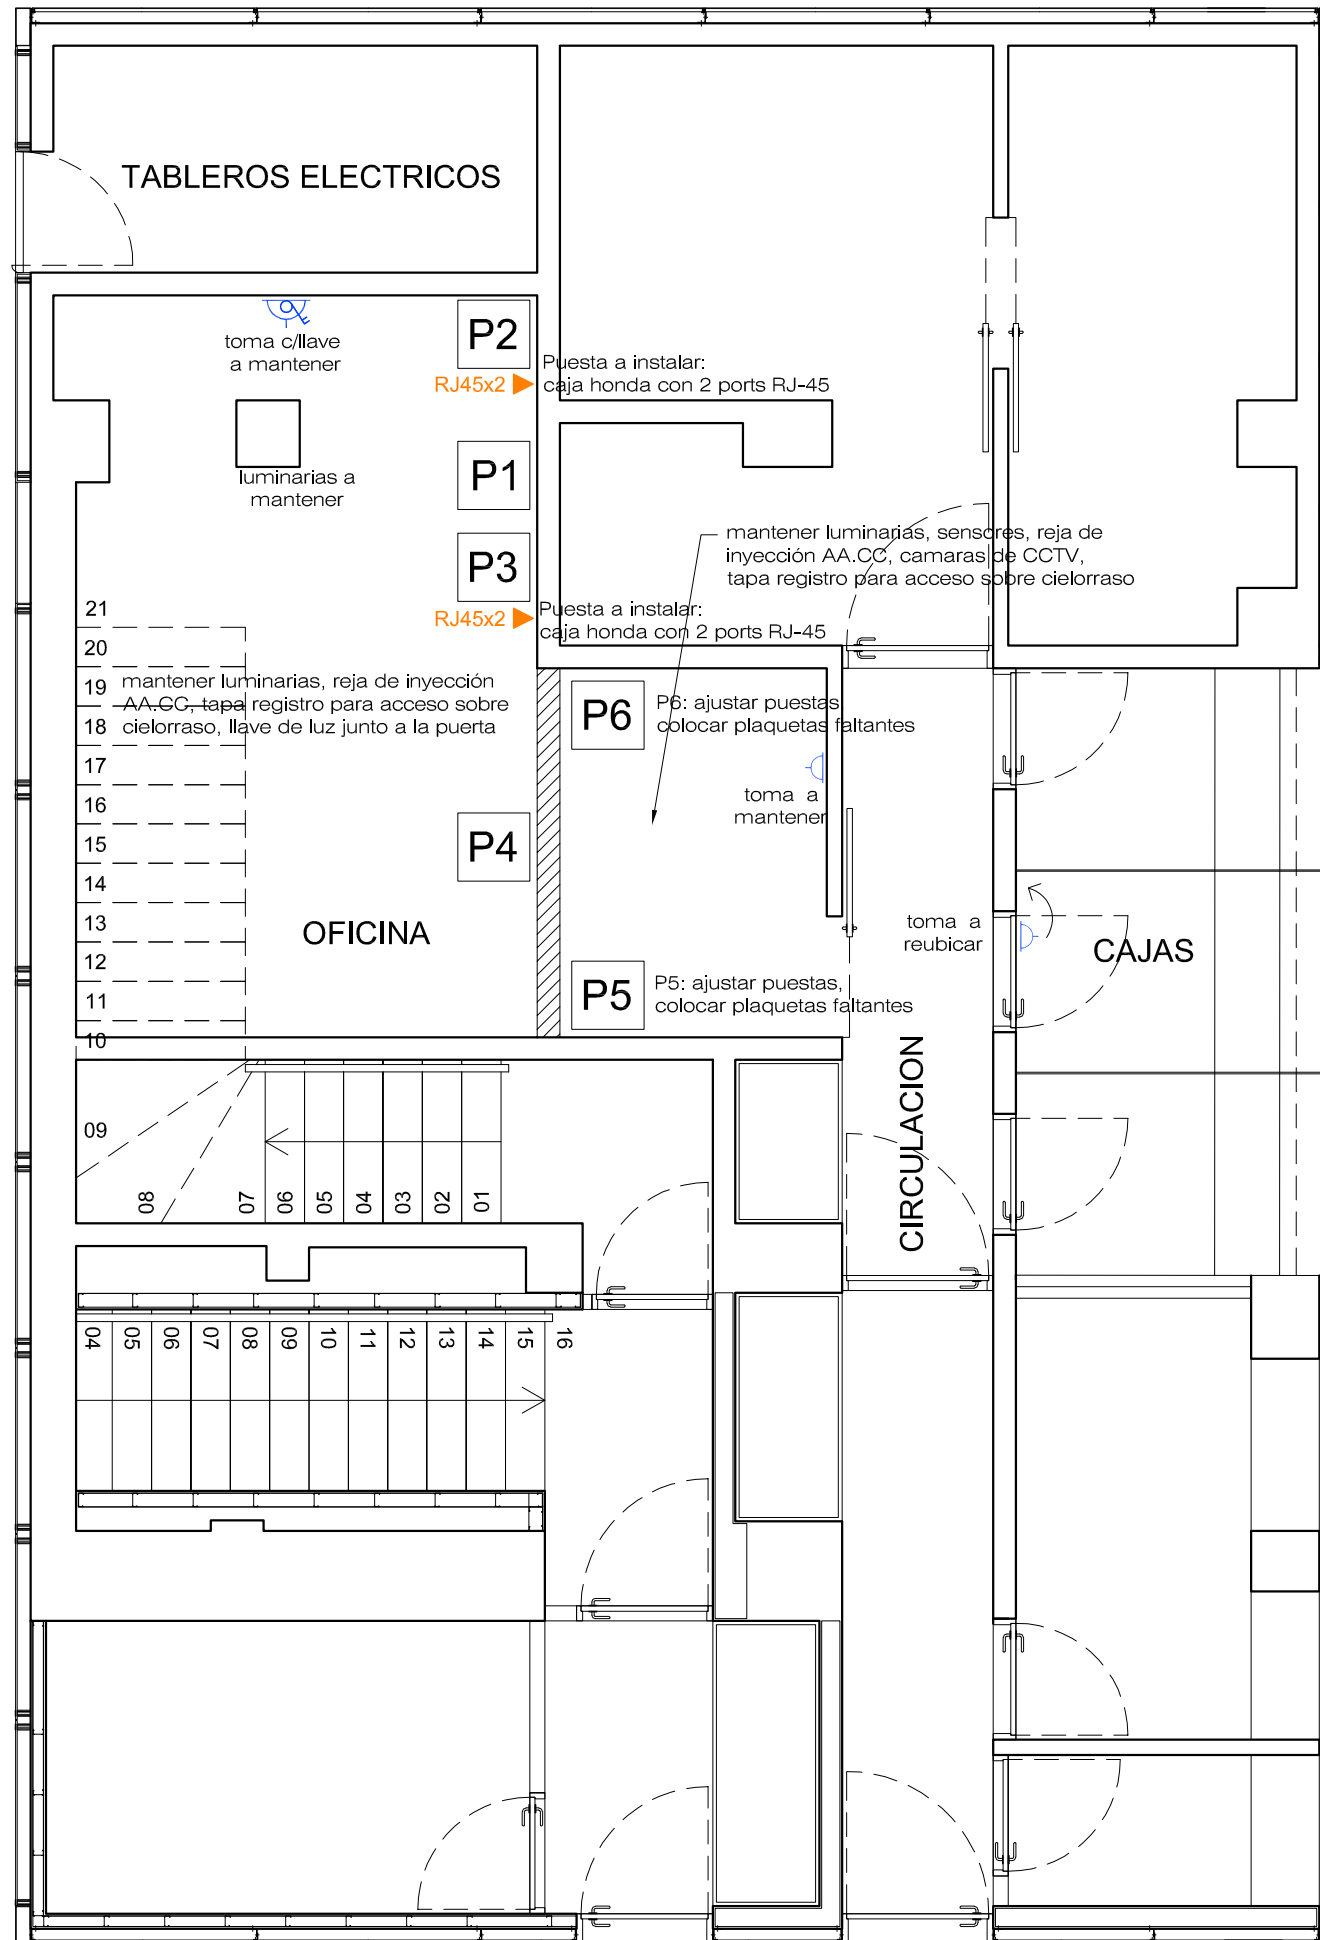 TABLEROS ELECTRICOS
toma c/llave
a mantener
P2
RJ45x2
Puesta a instalar:
caja honda con 2 ports RJ-45
luminarias a
mantener
P1
mantener luminarias, sensores, reja de
inyección AA.CC, camaras de CCTV,
tapa registro para acceso sobre cielorraso
P3
RJ45x2
Puesta a instalar:
caja honda con 2 ports RJ-45
21
20
19
18
17
16
15
14
13
12
11
10
09
08
mantener luminarias, reja de inyección
AA.CC, tapa registro para acceso sobre
cielorraso, llave de luz junto a la puerta
P6
P6: ajustar puestas,
colocar plaquetas faltantes
toma a
mantener
P4
OFICINA
toma a
reubicar
CAJAS
P5
P5: ajustar puestas,
colocar plaquetas faltantes
CIRCULACION
07
06
05
04
03
02
01
04
05
06
07
08
09
10
11
12
13
14
15
16